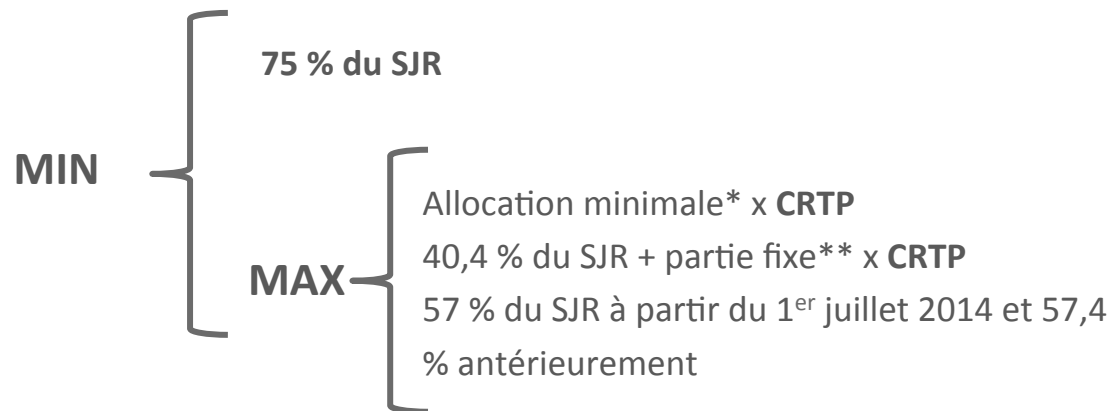 75 % du SJR
MIN
Allocation minimale* x CRTP
40,4 % du SJR + partie fixe** x CRTP
MAX
57 % du SJR à partir du 1er juillet 2014 et 57,4
% antérieurement